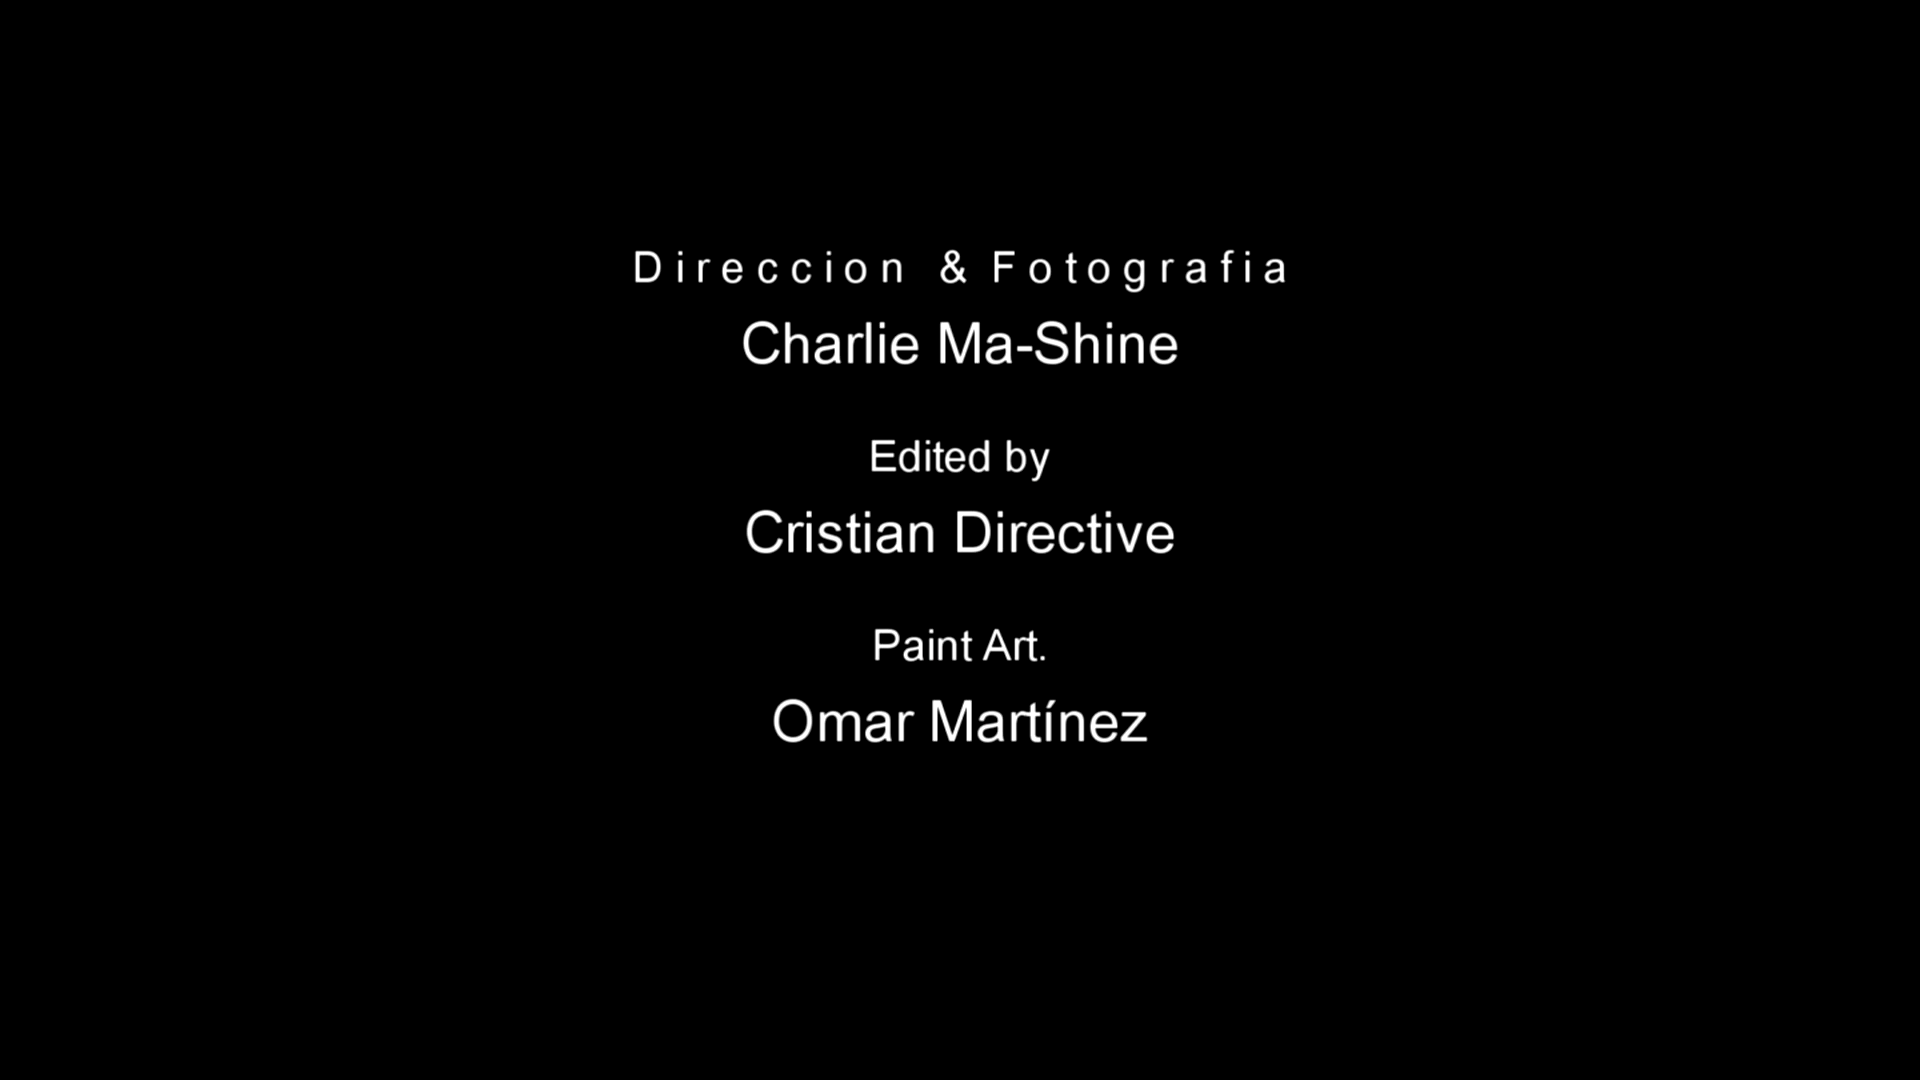 Direccion & Fotografia
Charlie Ma-Shine
Edited by
Cristian Directive
Paint Art.
Omar Martínez